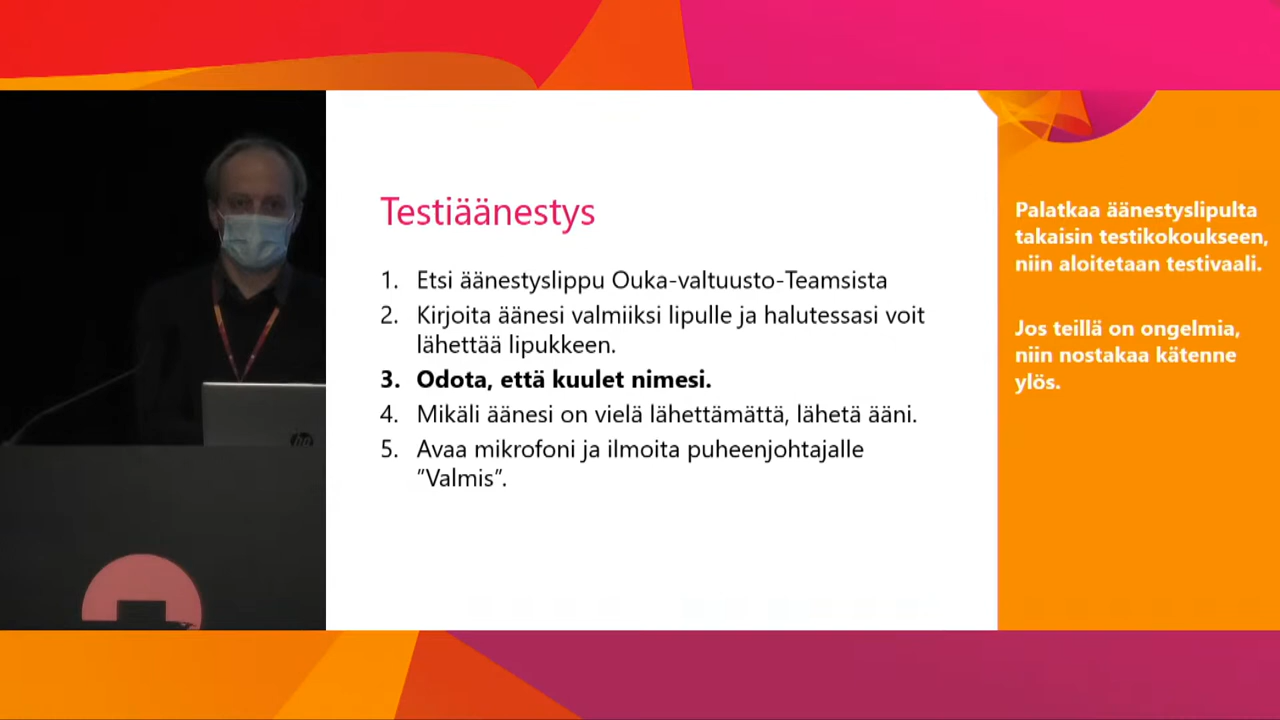 Testiäänestys
1. Etsi äänestyslippu Ouka-valtuusto-Teamsista
2. Kirjoita äänesi valmiiksi lipulle ja halutessasi voit
lähettää lipukkeen.
3. Odota, että kuulet nimesi.
4. Mikäli äänesi on vielä lähettämättä, lähetä ääni.
5. Avaa mikrofoni ja ilmoita puheenjohtajalle
”Valmis”.
Palatkaa äänestyslipulta
takaisin testikokoukseen,
niin aloitetaan testivaali.
Jos teillä on ongelmia,
niin nostakaa kätenne
ylös.
hp